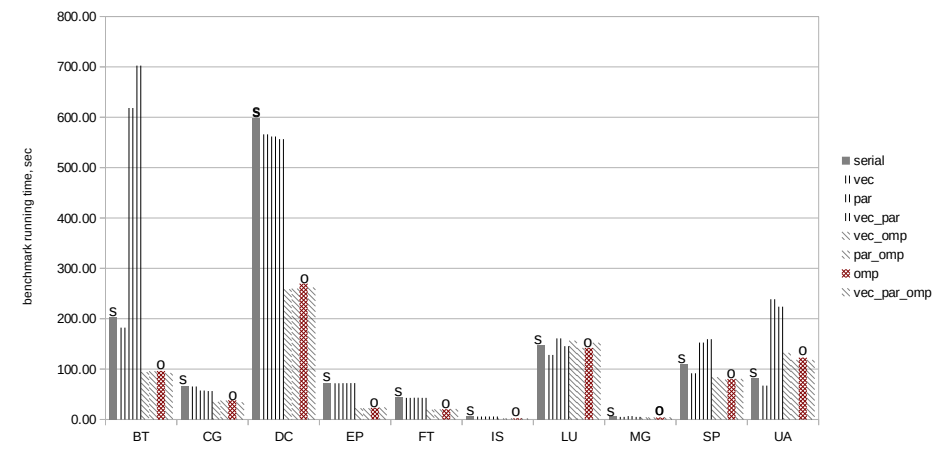 800.00
700.00
600.00
500.00
400.00
300.00
200.00
100.00
0.00
benchmark running time, sec
S O S O S O S O S O S O S O S O S O S O
BT CG DC EP FT IS LU MG SP UA
serial
vec
par
vec_par
vec_omp
par_omp
omp
vec_par_omp